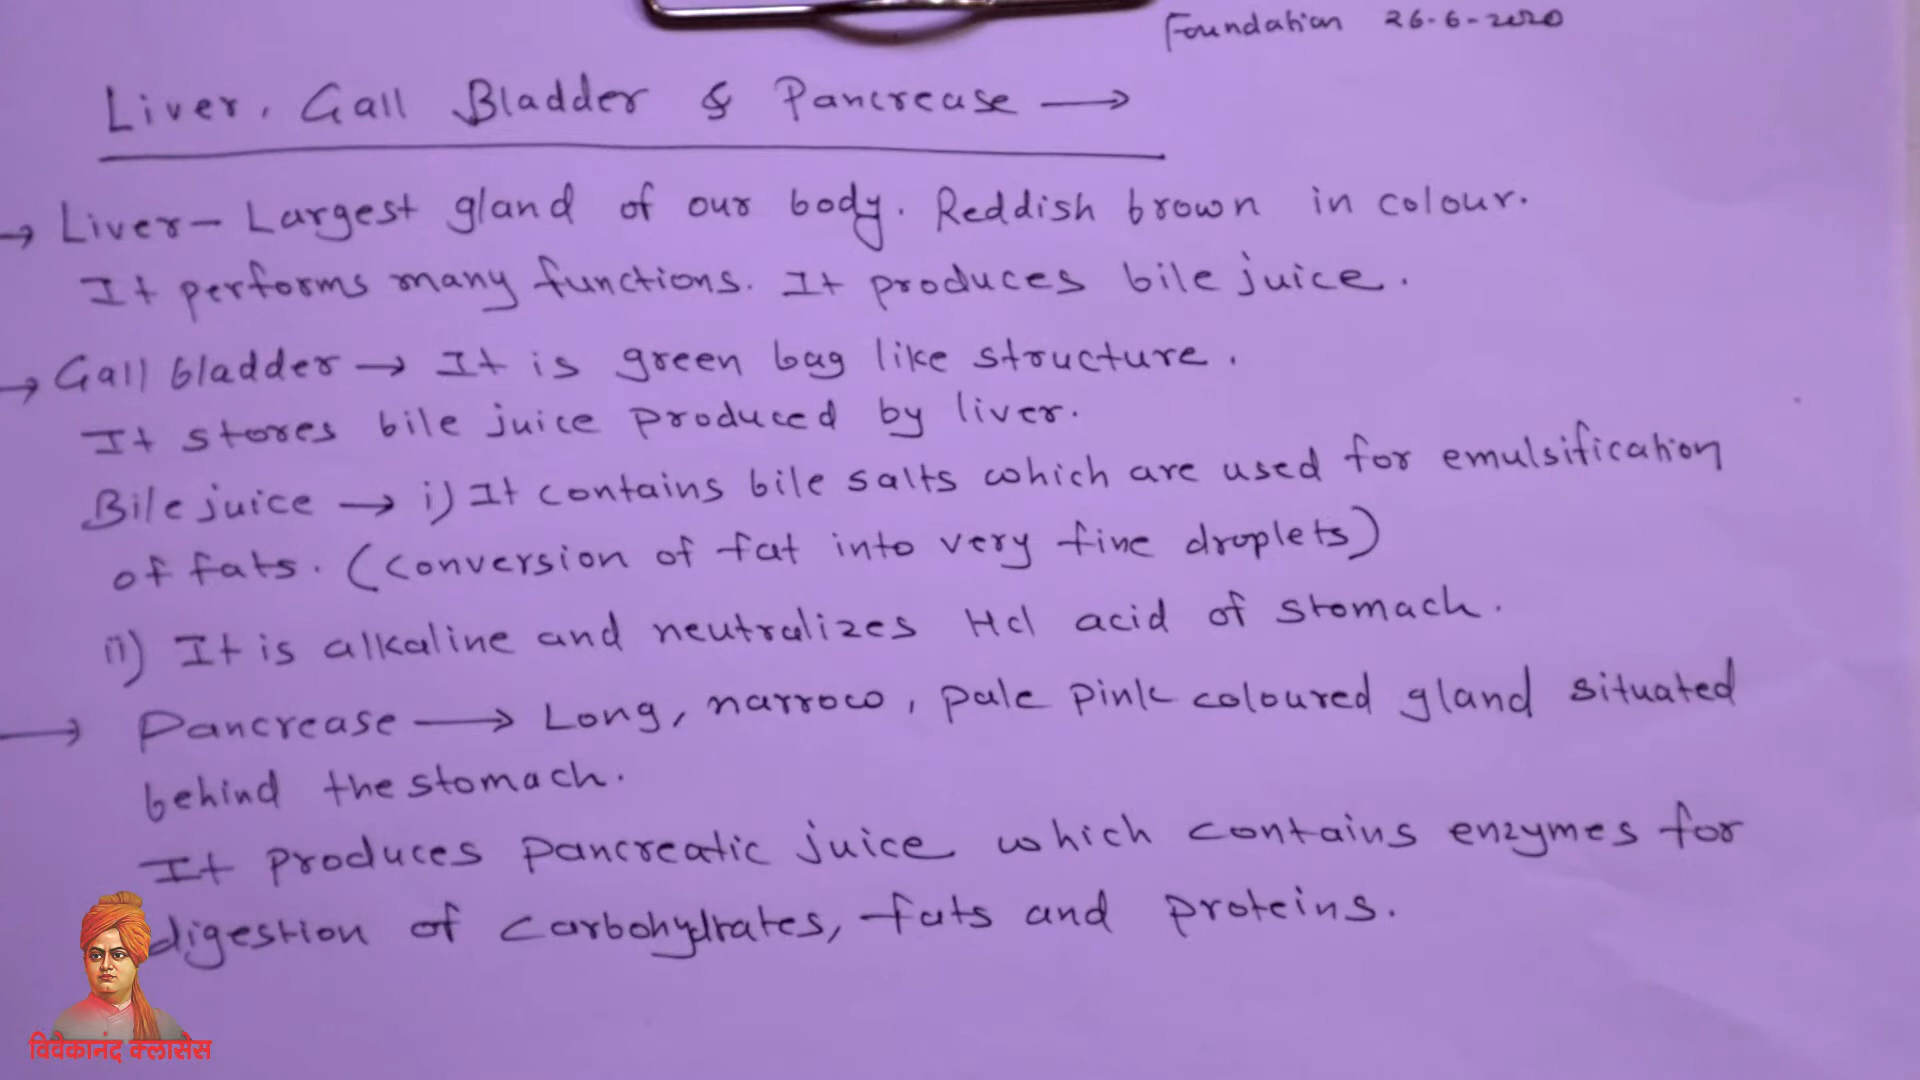 Foundation 26-6-2020
Liver, Gall Bladder & Pancrease →
→ Liver - Largest gland of our body. Reddish brown in colour.
It performs many functions. It produces bile juice.
→ Gall bladder → It is green bag like structure.
It stores bile juice produced by liver.
Bile juice → i) It contains bile salts which are used for emulsification
of fats. (conversion of fat into very fine droplets)
ii) It is alkaline and neutralizes Hcl acid of stomach.
→ Pancrease → Long, narrow, pale pink coloured gland situated
behind the stomach.
It produces pancreatic juice which contains enzymes for
digestion of carbohydrates, fats and proteins.
विवेकानंद क्लासेस